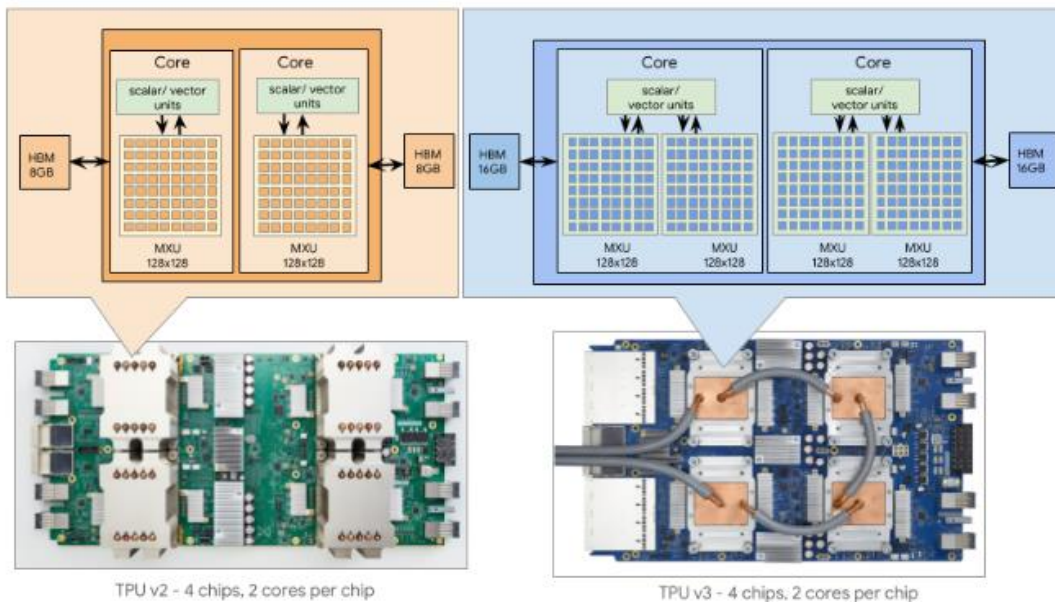 Core
scalar/ vector
units
MXU
128x128
Core
scalar/ vector
units
MXU
128x128
HBM
8GB
HBM
8GB
Core
scalar/
vector units
MXU
128x128
MXU
128x128
Core
scalar/
vector units
MXU
128x128
MXU
128x128
HBM
16GB
HBM
16GB
TPU v2 - 4 chips, 2 cores per chip
TPU v3 - 4 chips, 2 cores per chip